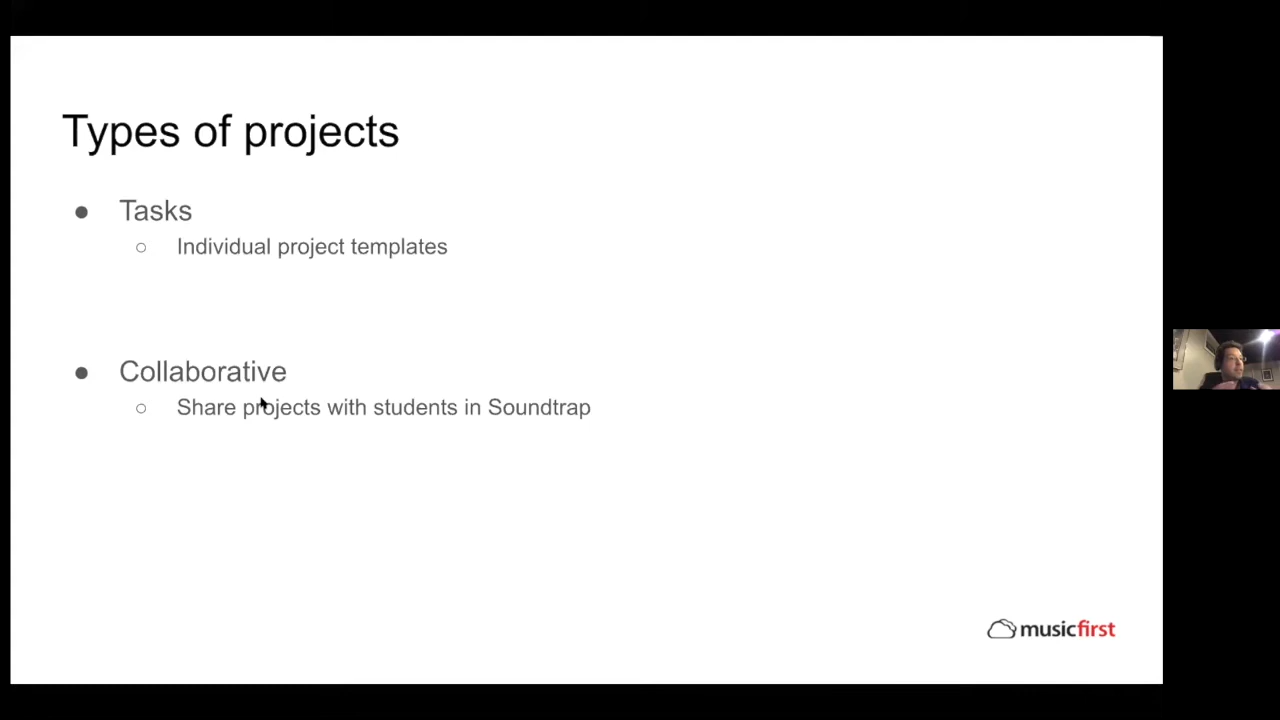 Types of projects
● Tasks
○ Individual project templates
● Collaborative
○ Share projects with students in Soundtrap
musicfirst